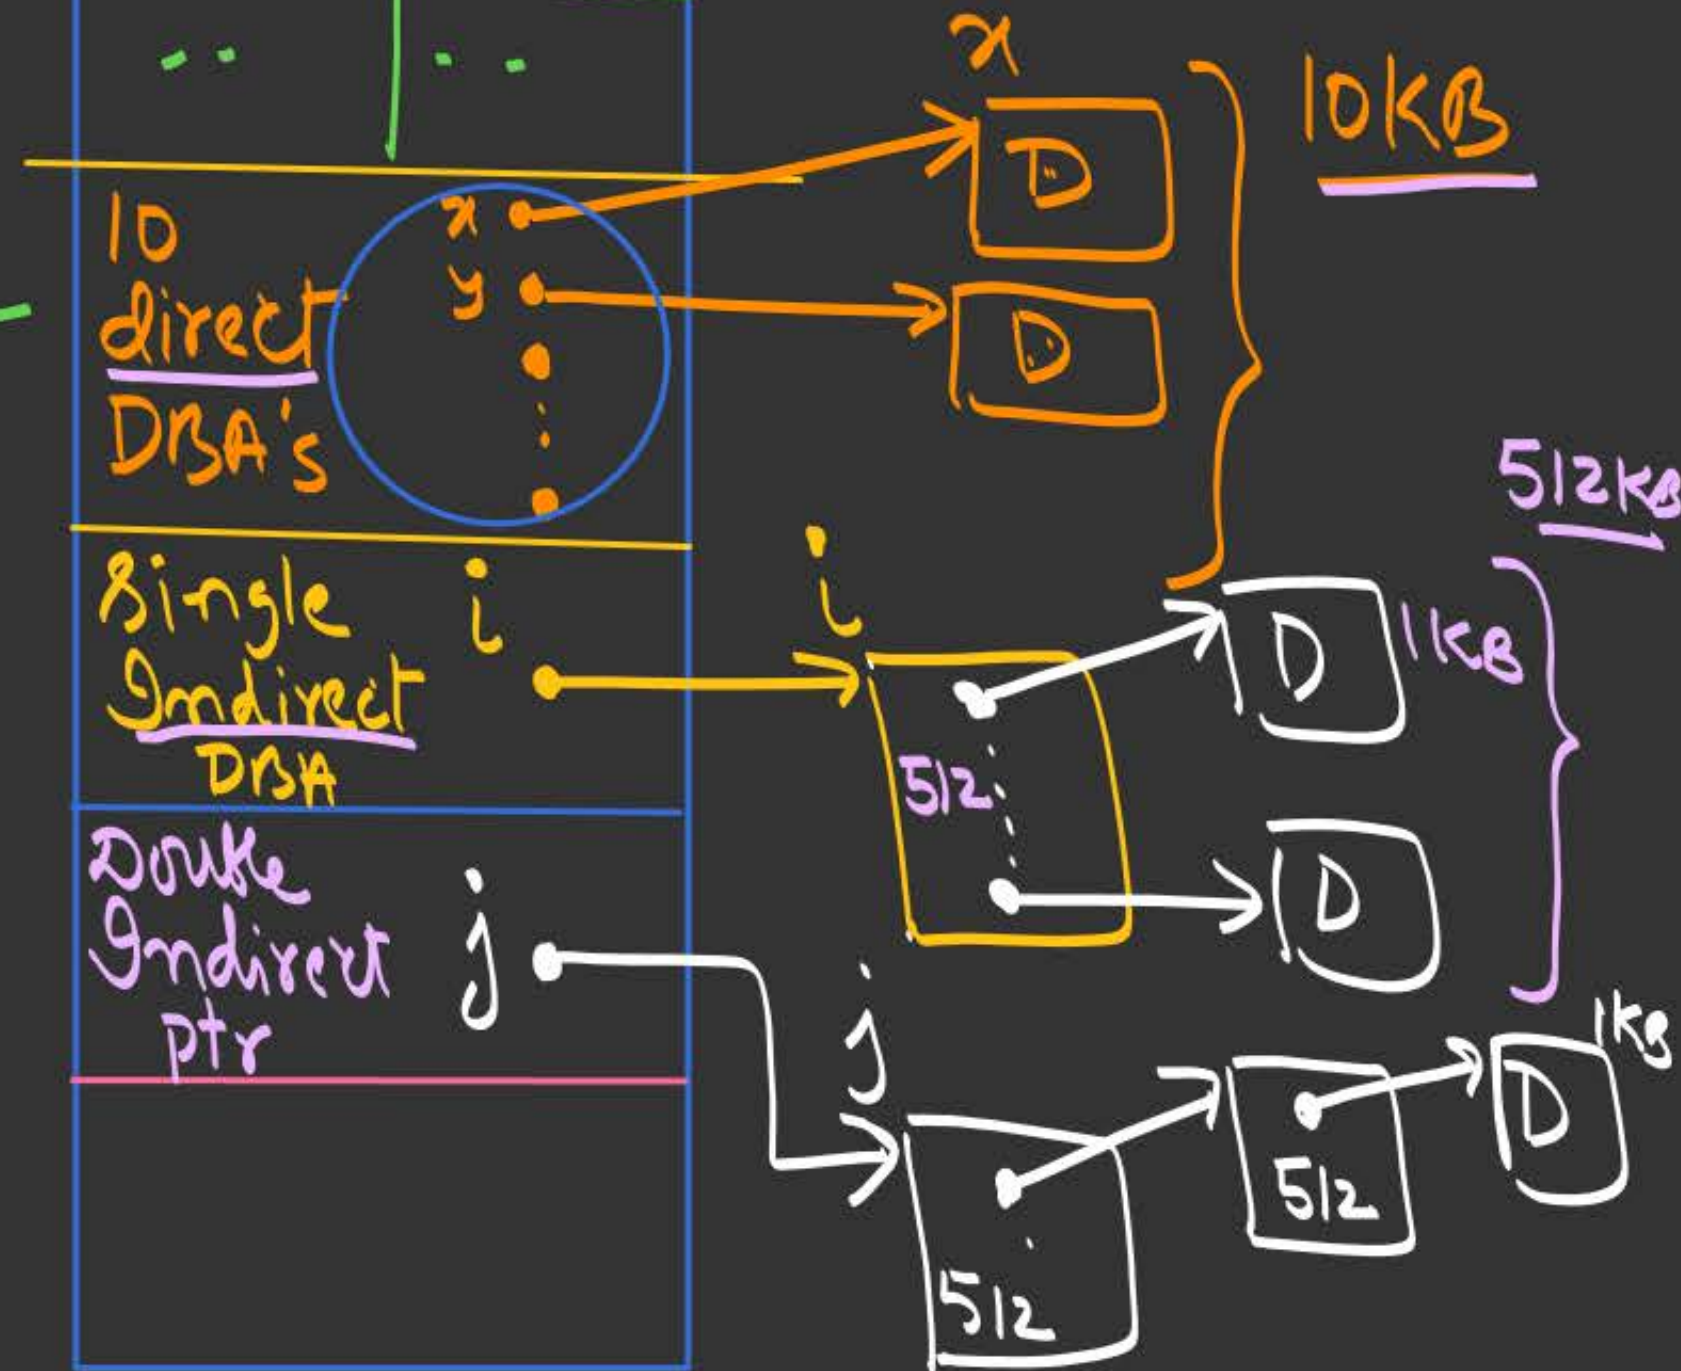 x
10KB
10
direct
DBA's
x
y
D
D
512KB
Single
Indirect
DBA
i
i
512
D
1KB
D
Double
Indirect
ptr
j
j
512
512
D
1KB